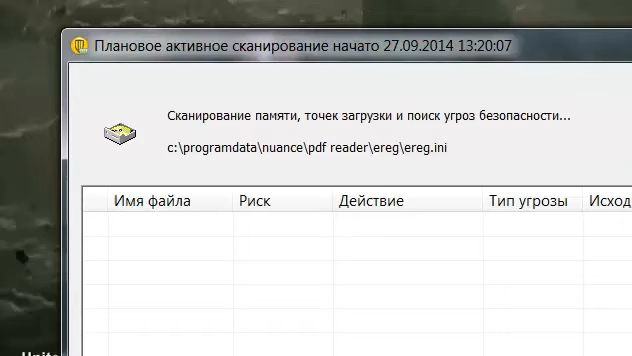 Плановое активное сканирование начато 27.09.2014 13:20:07
Сканирование памяти, точек загрузки и поиск угроз безопасности...
c:\programdata\nuance\pdf reader\ereg\ereg.ini
Имя файла Риск Действие Тип угрозы Исход